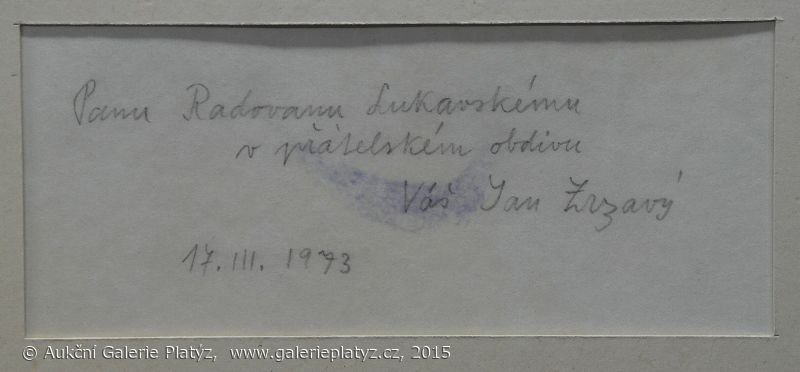 Panu Radovanu Lukavskému
v přátelském obdivu
Váš Jan Zrzavý
17. III. 1973
© Aukční Galerie Platýz, www.galerieplatyz.cz, 2015